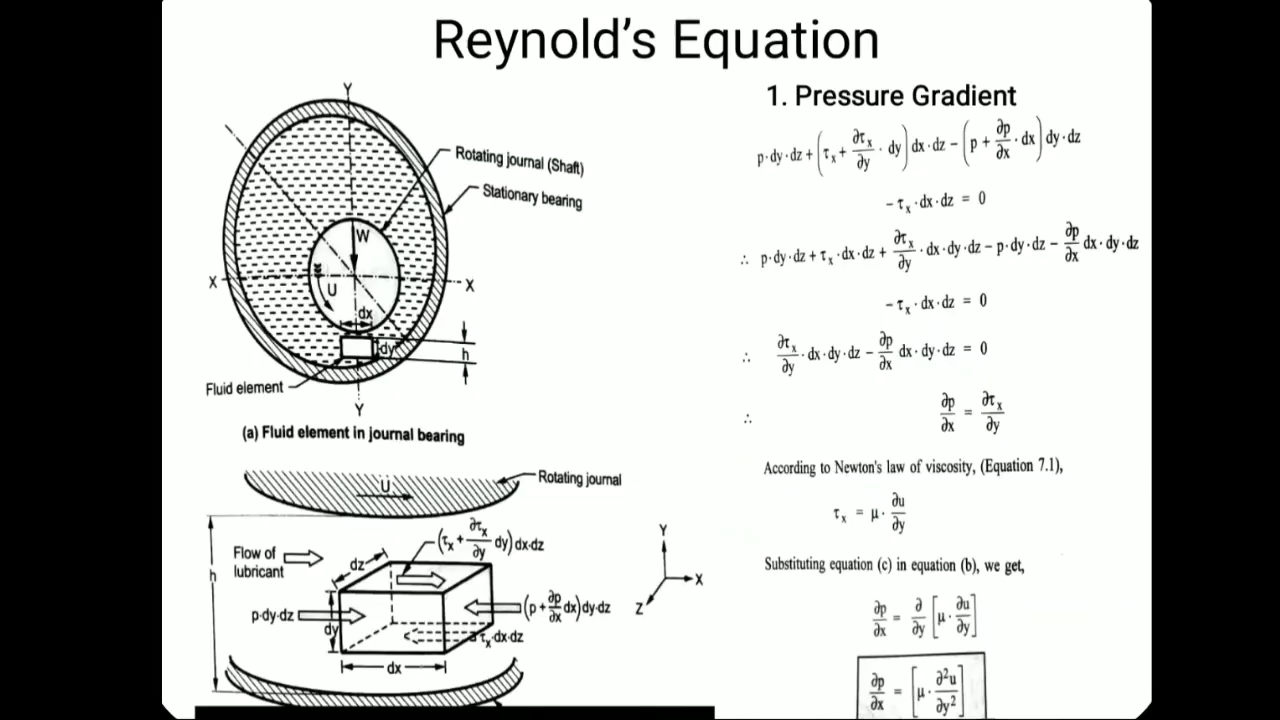 Reynold's Equation
Y
Rotating journal (Shaft)
Stationary bearing
W
X
X
U
dx
dy
h
Fluid element
Y
(a) Fluid element in journal bearing
Rotating journal
U
(τx + ∂τx/∂y dy) dx·dz
Flow of
lubricant
dz
h
p·dy·dz
dy
(p + ∂p/∂x dx) dy·dz
τx·dx·dz
dx
Y
X
Z
1. Pressure Gradient
p·dy·dz + (τx + ∂τx/∂y · dy) dx·dz − (p + ∂p/∂x · dx) dy·dz
− τx · dx·dz = 0
∴ p·dy·dz + τx · dx·dz + ∂τx/∂y · dx·dy·dz − p·dy·dz − ∂p/∂x dx·dy·dz
− τx · dx·dz = 0
∴ ∂τx/∂y · dx·dy·dz − ∂p/∂x dx·dy·dz = 0
∴ ∂p/∂x = ∂τx/∂y
According to Newton's law of viscosity, (Equation 7.1),
τx = μ · ∂u/∂y
Substituting equation (c) in equation (b), we get,
∂p/∂x = ∂/∂y [μ · ∂u/∂y]
∂p/∂x = [μ · ∂²u/∂y²]